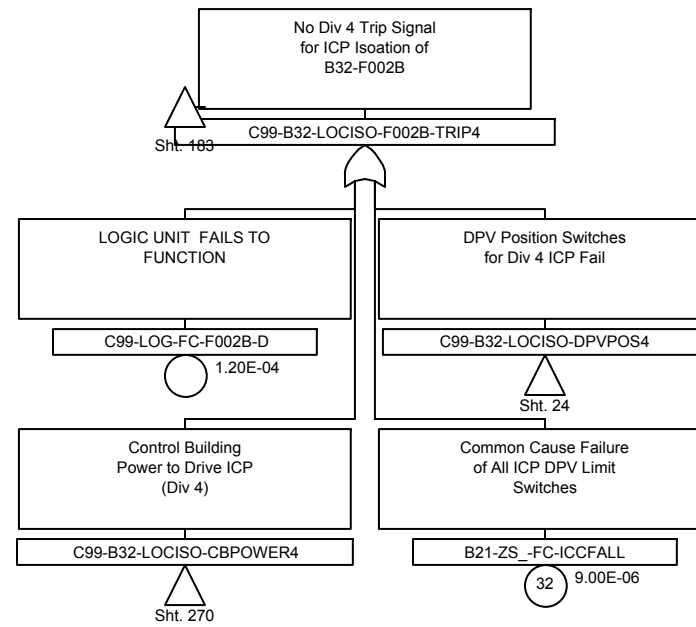 No Div 4 Trip Signal
for ICP Isoation of
B32-F002B
Sht. 183
C99-B32-LOCISO-F002B-TRIP4
LOGIC UNIT FAILS TO
FUNCTION
C99-LOG-FC-F002B-D
1.20E-04
DPV Position Switches
for Div 4 ICP Fail
C99-B32-LOCISO-DPVPOS4
Sht. 24
Control Building
Power to Drive ICP
(Div 4)
C99-B32-LOCISO-CBPOWER4
Sht. 270
Common Cause Failure
of All ICP DPV Limit
Switches
B21-ZS_-FC-ICCFALL
32
9.00E-06